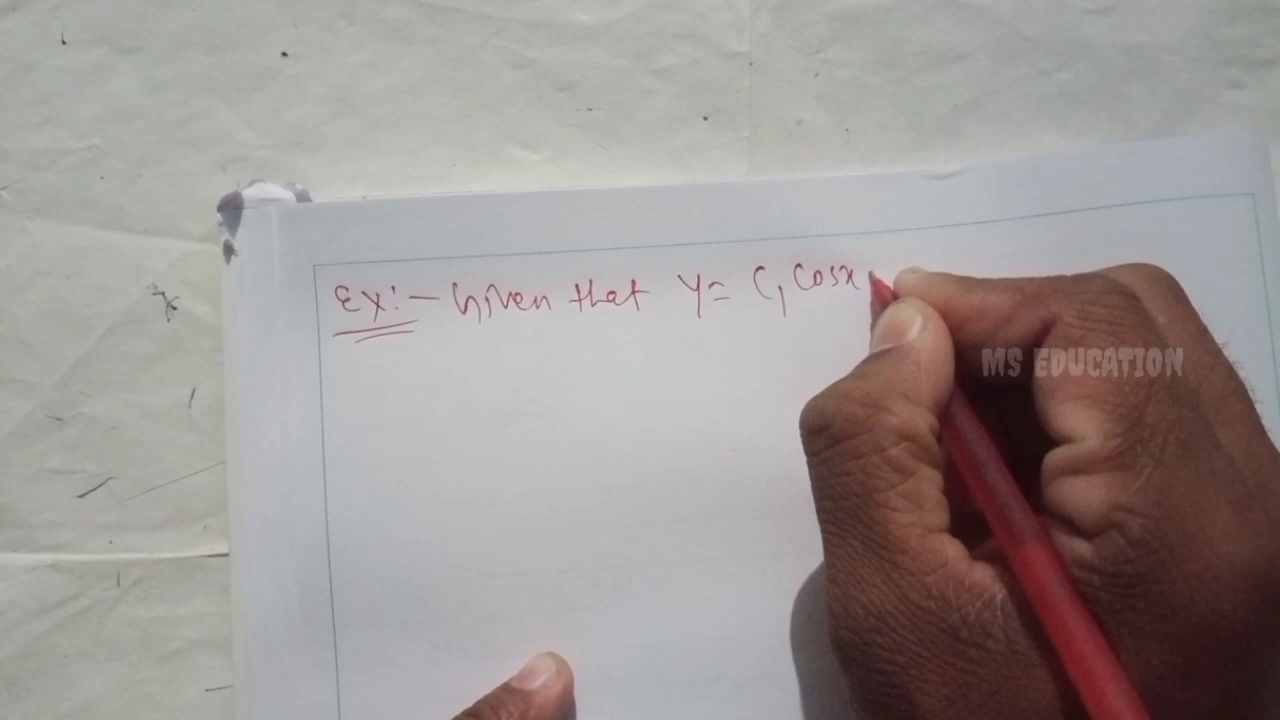 Ex:- Given that y = C₁ Cosx
MS EDUCATION